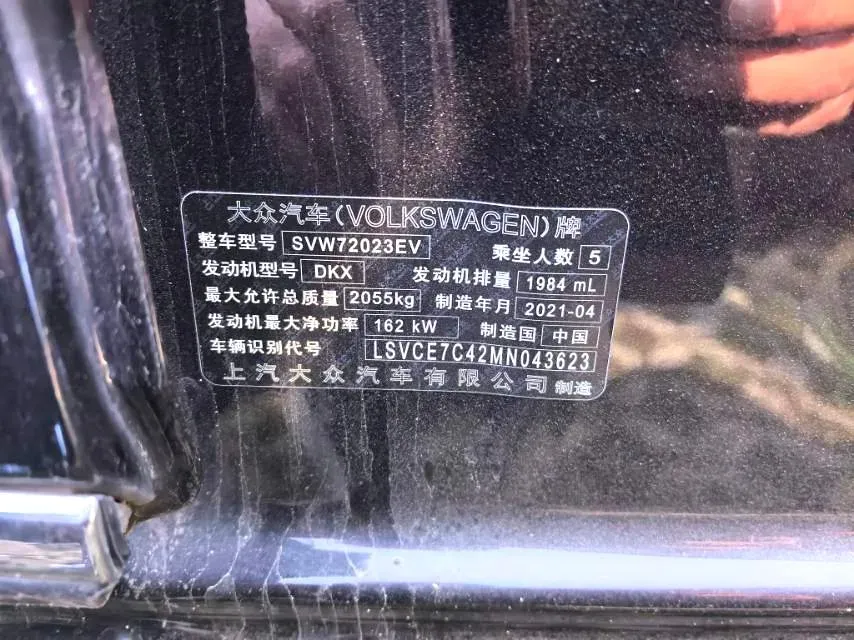 大众汽车(VOLKSWAGEN)牌
整车型号 SVW72023EV 乘坐人数 5
发动机型号 DKX 发动机排量 1984 mL
最大允许总质量 2055kg 制造年月 2021-04
发动机最大净功率 162 kW 制造国 中国
车辆识别代号 LSVCE7C42MN043623
上汽大众汽车有限公司 制造